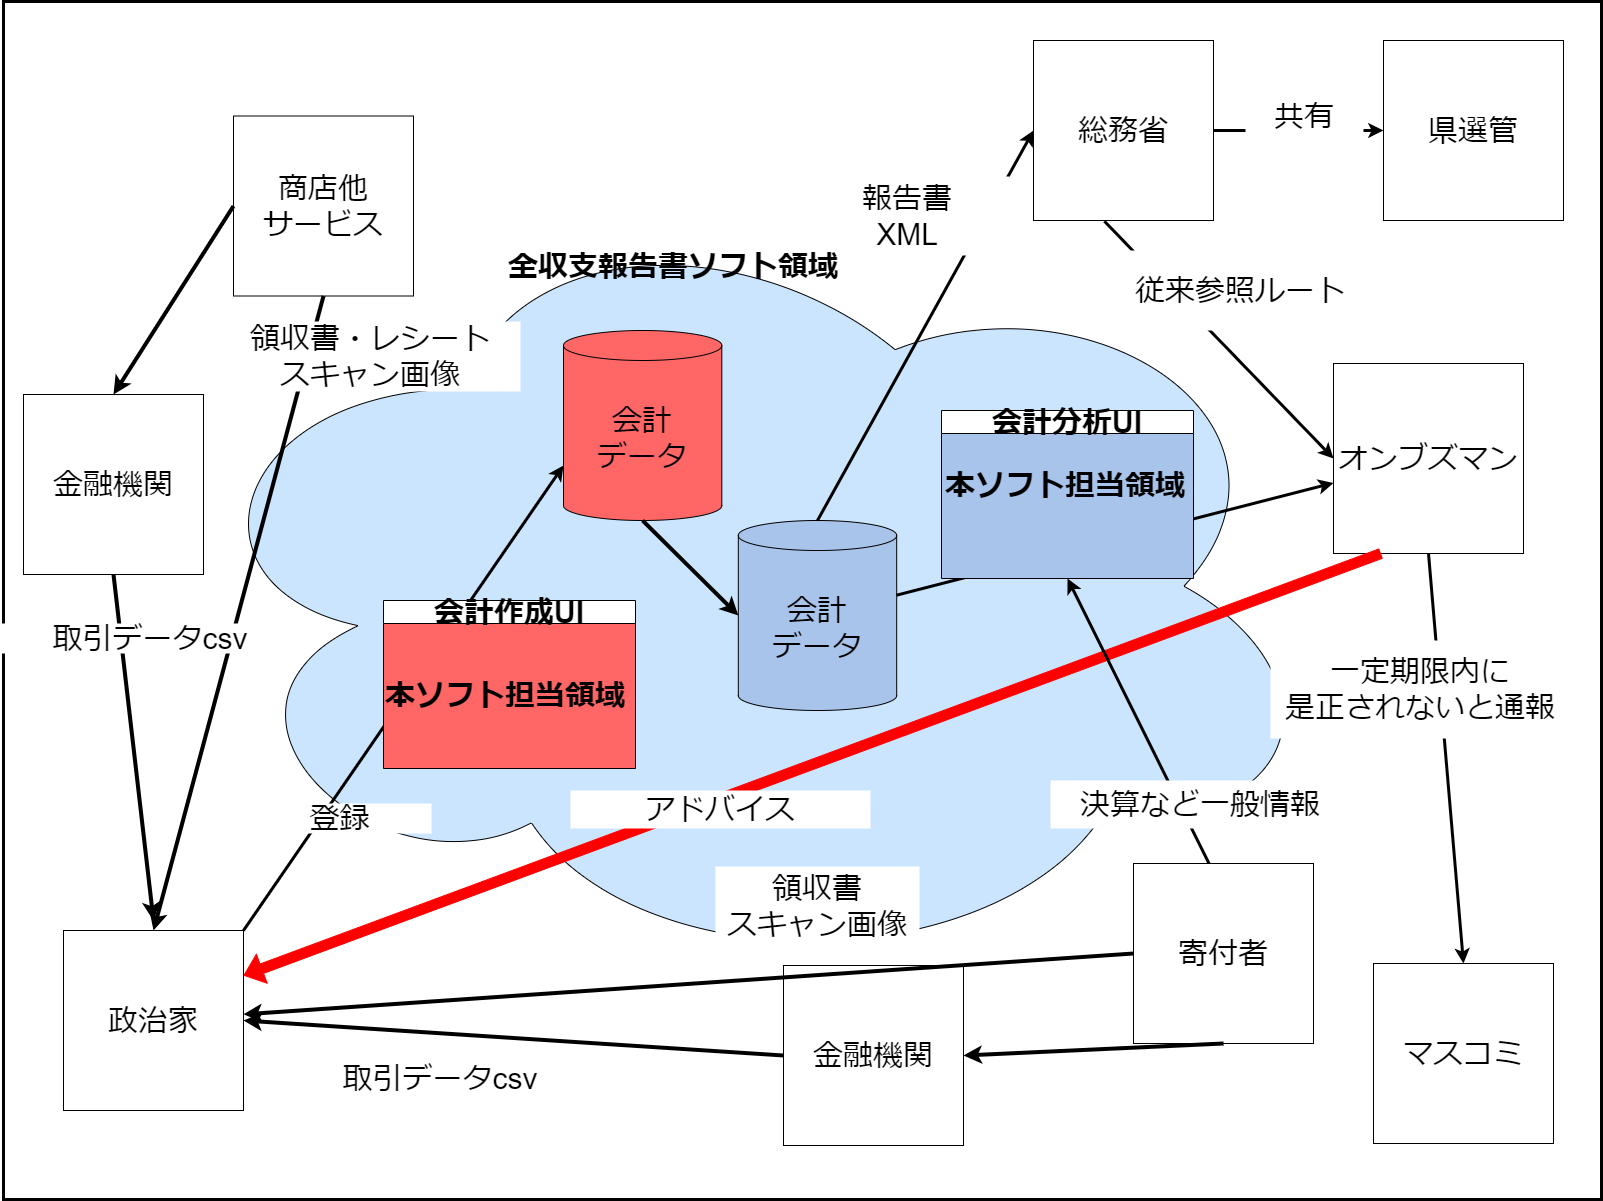 総務省
共有
県選管
商店他
サービス
報告書
XML
全収支報告書ソフト領域
従来参照ルート
領収書・レシート
スキャン画像
会計
データ
会計分析UI
本ソフト担当領域
オンブズマン
金融機関
会計作成UI
本ソフト担当領域
会計
データ
取引データcsv
一定期限内に
是正されないと通報
登録
アドバイス
決算など一般情報
領収書
スキャン画像
寄付者
政治家
金融機関
マスコミ
取引データcsv